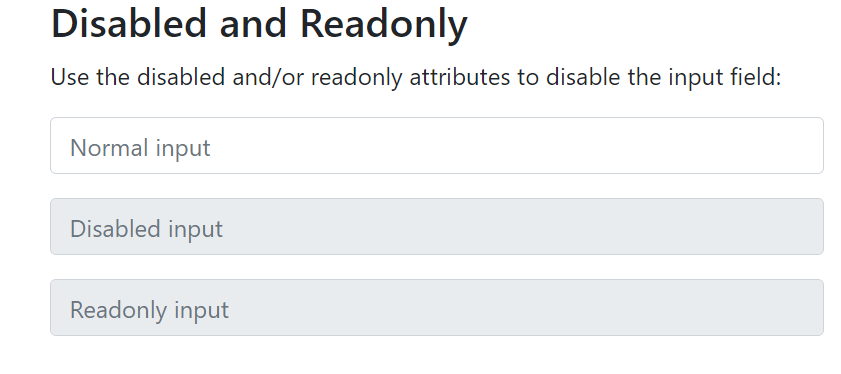 Disabled and Readonly
Use the disabled and/or readonly attributes to disable the input field:
Normal input
Disabled input
Readonly input